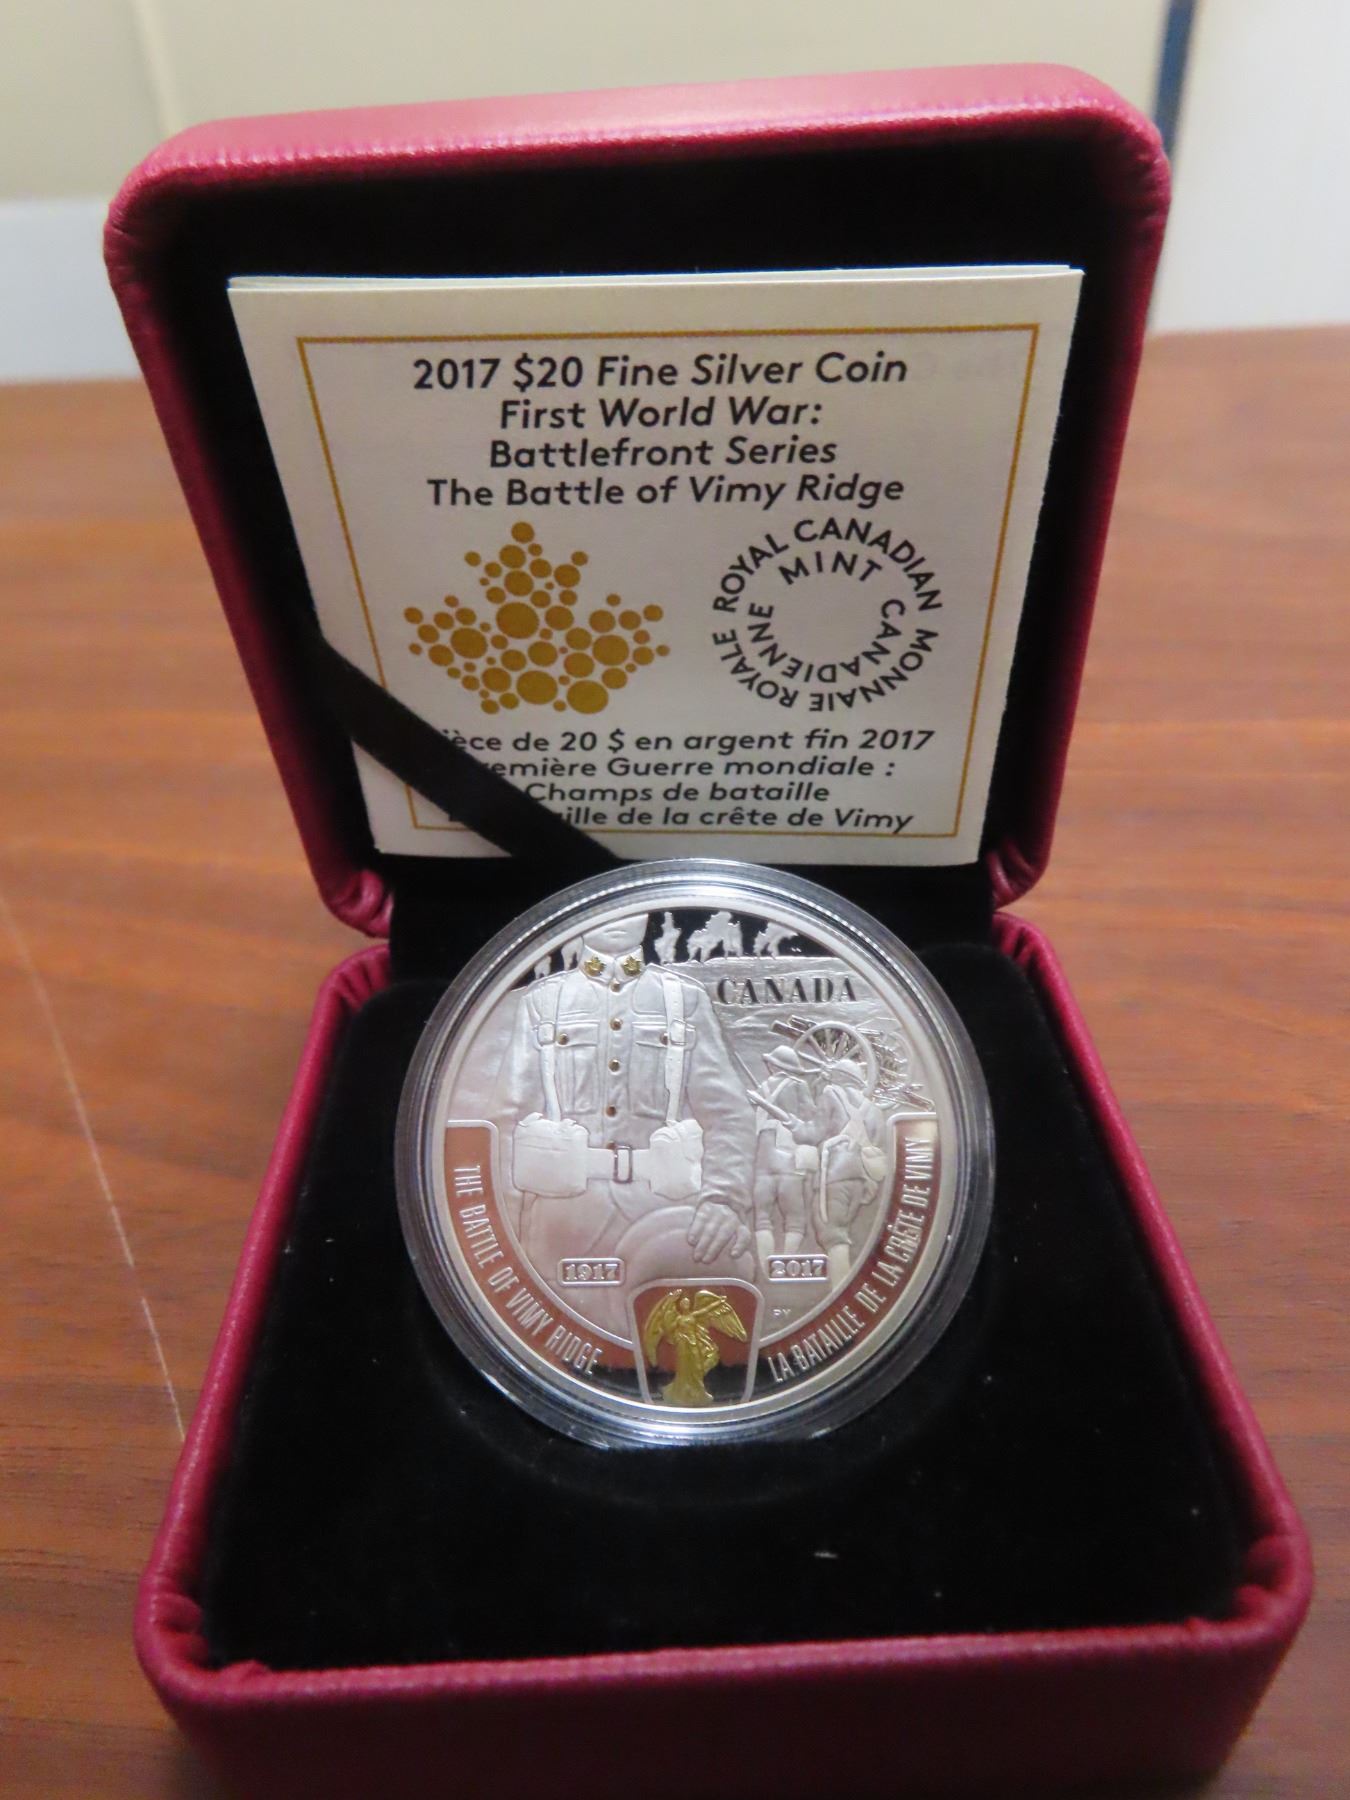 2017 $20 Fine Silver Coin
First World War:
Battlefront Series
The Battle of Vimy Ridge
ROYAL CANADIAN
MINT
MONNAIE ROYALE
CANADIENNE
de 20 $ en argent fin 2017
Guerre mondiale :
Champs de bataille
de la crête de Vimy
CANADA
THE BATTLE OF VIMY RIDGE
1917
2017
PY
LA BATAILLE DE LA CRÊTE DE VIMY